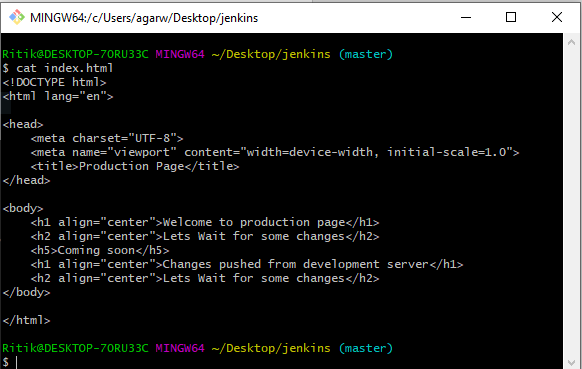 MINGW64:/c/Users/agarw/Desktop/jenkins
Ritik@DESKTOP-7ORU33C MINGW64 ~/Desktop/jenkins (master)
$ cat index.html
<!DOCTYPE html>
<html lang="en">
<head>
    <meta charset="UTF-8">
    <meta name="viewport" content="width=device-width, initial-scale=1.0">
    <title>Production Page</title>
</head>
<body>
    <h1 align="center">Welcome to production page</h1>
    <h2 align="center">Lets Wait for some changes</h2>
    <h5>Coming soon</h5>
    <h1 align="center">Changes pushed from development server</h1>
    <h2 align="center">Lets Wait for some changes</h2>
</body>
</html>
Ritik@DESKTOP-7ORU33C MINGW64 ~/Desktop/jenkins (master)
$